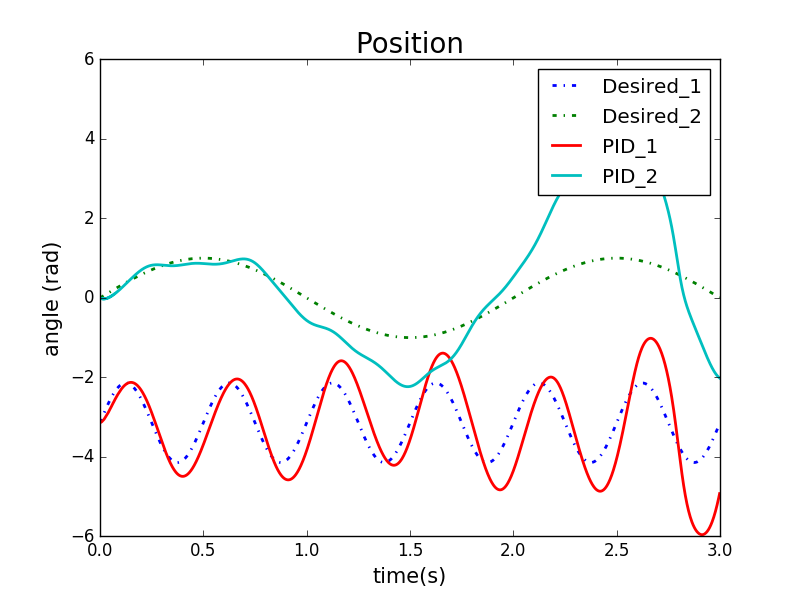 Position
6
4
2
0
−2
−4
−6
angle (rad)
0.0
0.5
1.0
1.5
2.0
2.5
3.0
time(s)
Desired_1
Desired_2
PID_1
PID_2